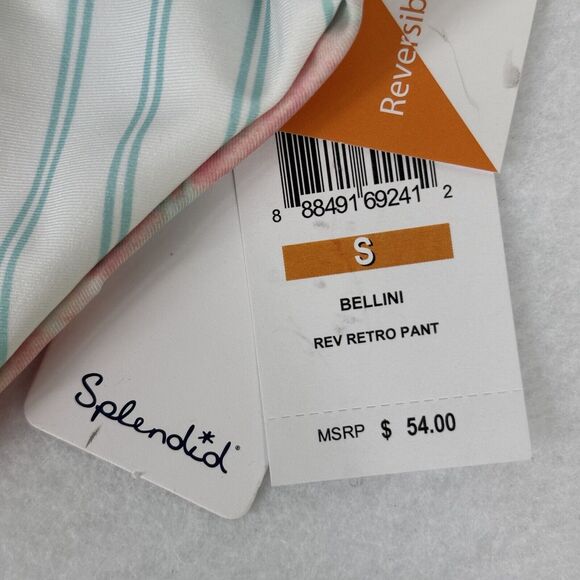 Reversib
8 88491 69241 2
S
BELLINI
REV RETRO PANT
MSRP $ 54.00
Splendid